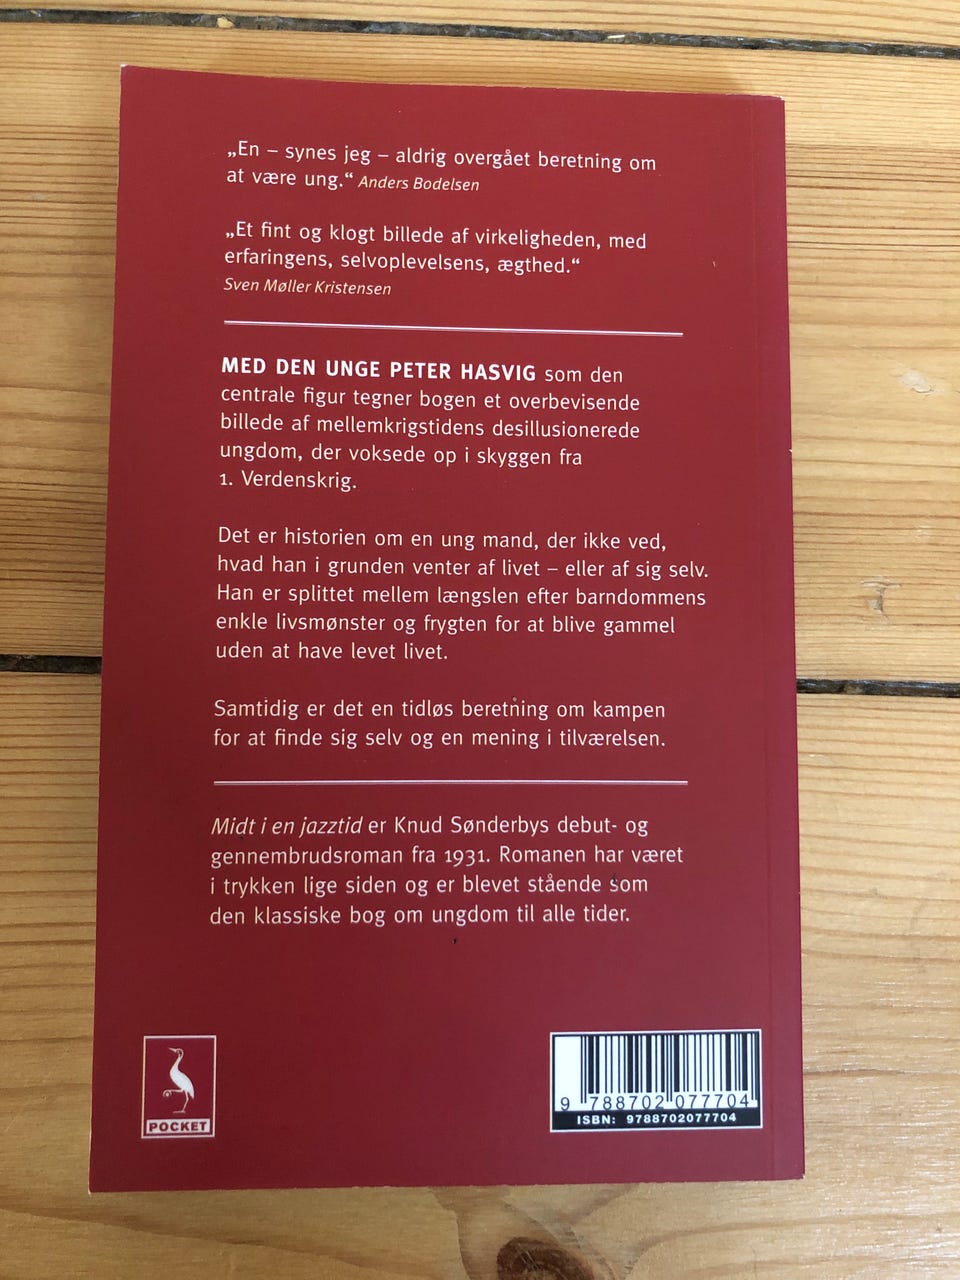 „En – synes jeg – aldrig overgået beretning om
at være ung.“ Anders Bodelsen
„Et fint og klogt billede af virkeligheden, med
erfaringens, selvoplevelsens, ægthed.“
Sven Møller Kristensen
MED DEN UNGE PETER HASVIG som den
centrale figur tegner bogen et overbevisende
billede af mellemkrigstidens desillusionerede
ungdom, der voksede op i skyggen fra
1. Verdenskrig.
Det er historien om en ung mand, der ikke ved,
hvad han i grunden venter af livet – eller af sig selv.
Han er splittet mellem længslen efter barndommens
enkle livsmønster og frygten for at blive gammel
uden at have levet livet.
Samtidig er det en tidløs beretning om kampen
for at finde sig selv og en mening i tilværelsen.
Midt i en jazztid er Knud Sønderbys debut- og
gennembrudsroman fra 1931. Romanen har været
i trykken lige siden og er blevet stående som
den klassiske bog om ungdom til alle tider.
POCKET
9 788702 077704
ISBN: 9788702077704